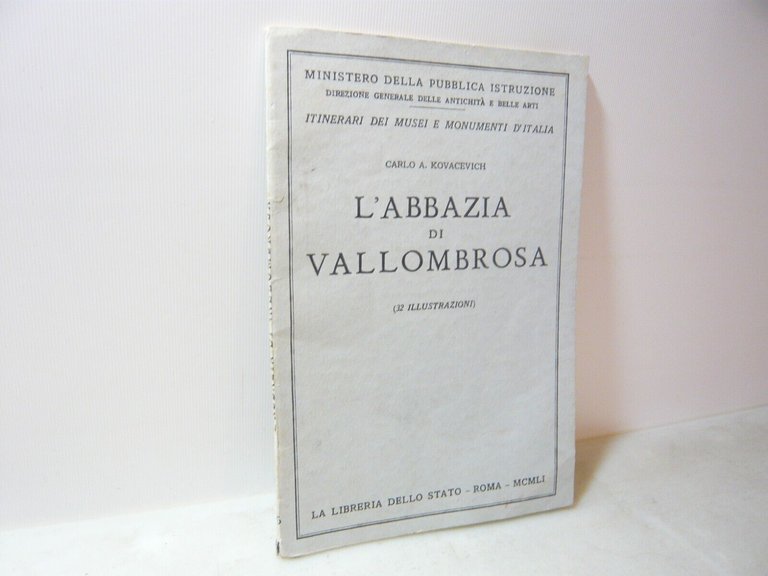 MINISTERO DELLA PUBBLICA ISTRUZIONE
DIREZIONE GENERALE DELLE ANTICHITÀ E BELLE ARTI
ITINERARI DEI MUSEI E MONUMENTI D'ITALIA
CARLO A. KOVACEVICH
L'ABBAZIA
DI
VALLOMBROSA
(32 ILLUSTRAZIONI)
LA LIBRERIA DELLO STATO - ROMA - MCMLI